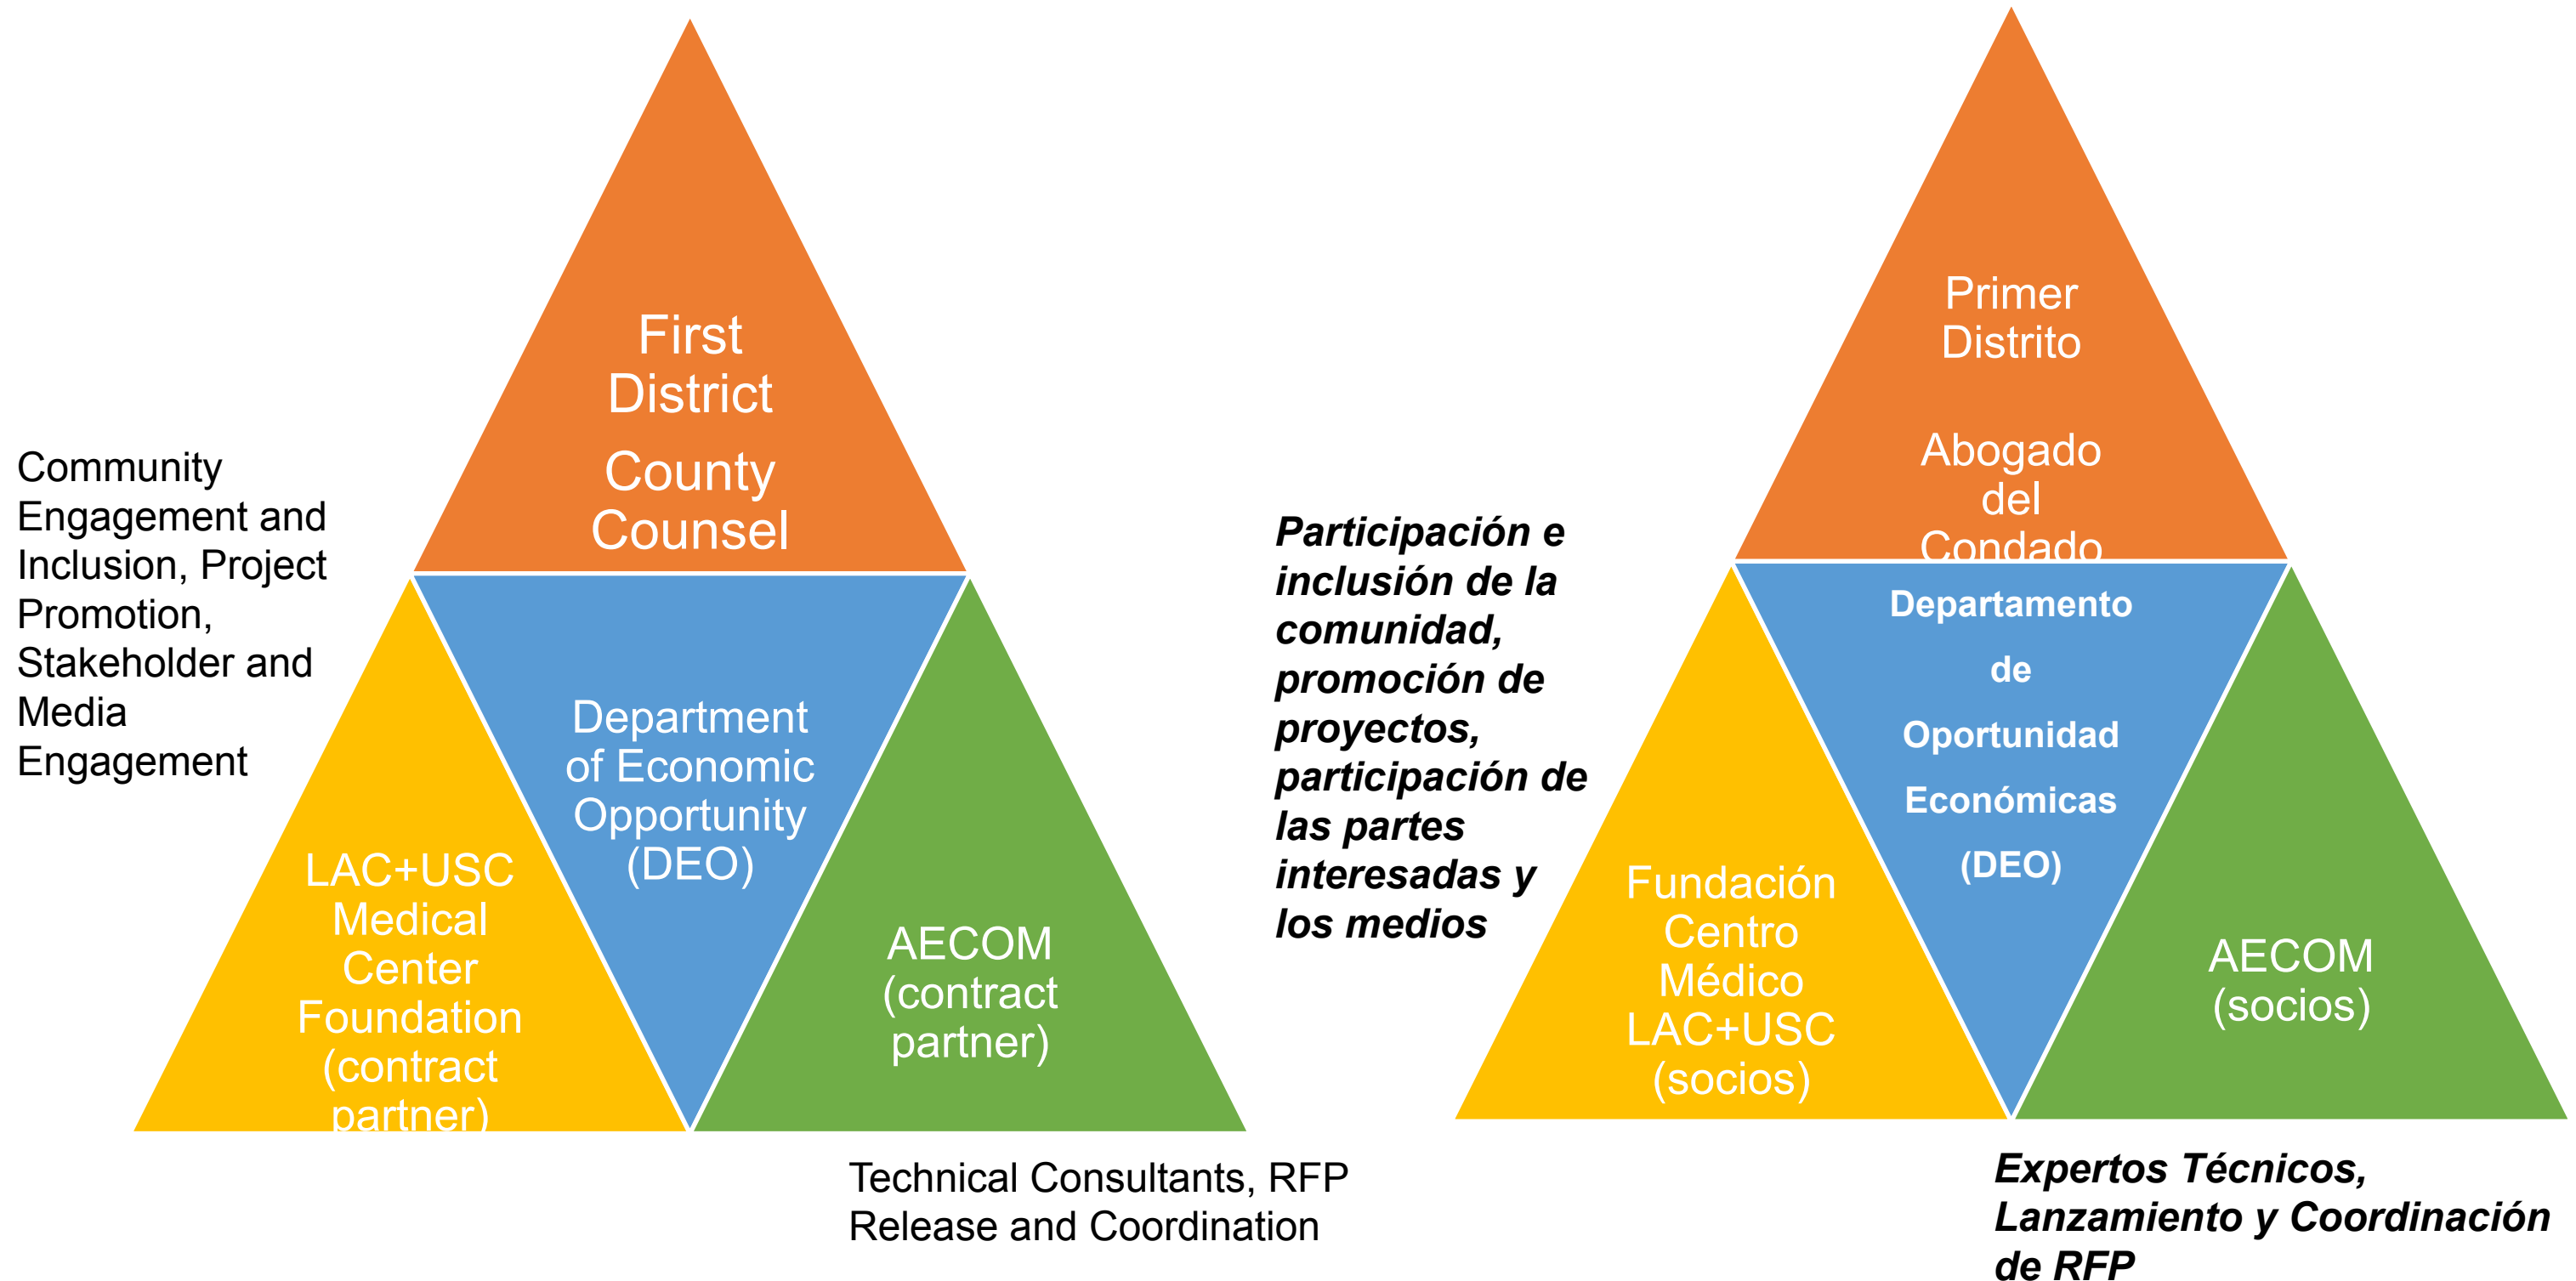 First
District
County
Counsel
Community
Engagement and
Inclusion, Project
Promotion,
Stakeholder and
Media
Engagement
Department
of Economic
Opportunity
(DEO)
LAC+USC
Medical
Center
Foundation
(contract
partner)
AECOM
(contract
partner)
Technical Consultants, RFP
Release and Coordination
Primer
Distrito
Abogado
del
Condado
Participación e
inclusión de la
comunidad,
promoción de
proyectos,
participación de
las partes
interesadas y
los medios
Departamento
de
Oportunidad
Económicas
(DEO)
Fundación
Centro
Médico
LAC+USC
(socios)
AECOM
(socios)
Expertos Técnicos,
Lanzamiento y Coordinación
de RFP